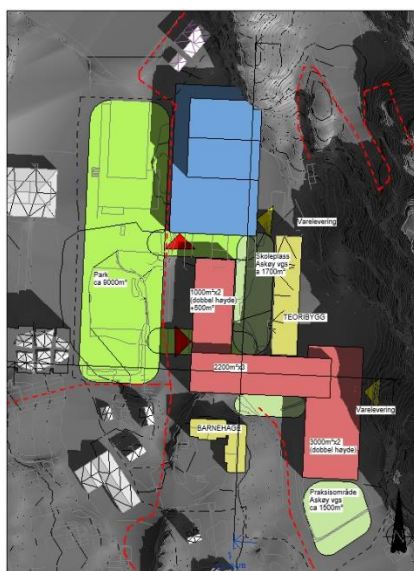 Varelevering
Skoleplass
Askøy vgs
a 1700m²
Park
ca 9000m²
1000m²x2
(dobbel høyde)
+500m²
TEORIBYGG
2200m²x3
Varelevering
BARNEHAGE
3000m²x2
(dobbel høyde)
Praksisområde
Askøy vgs
ca 1500m²